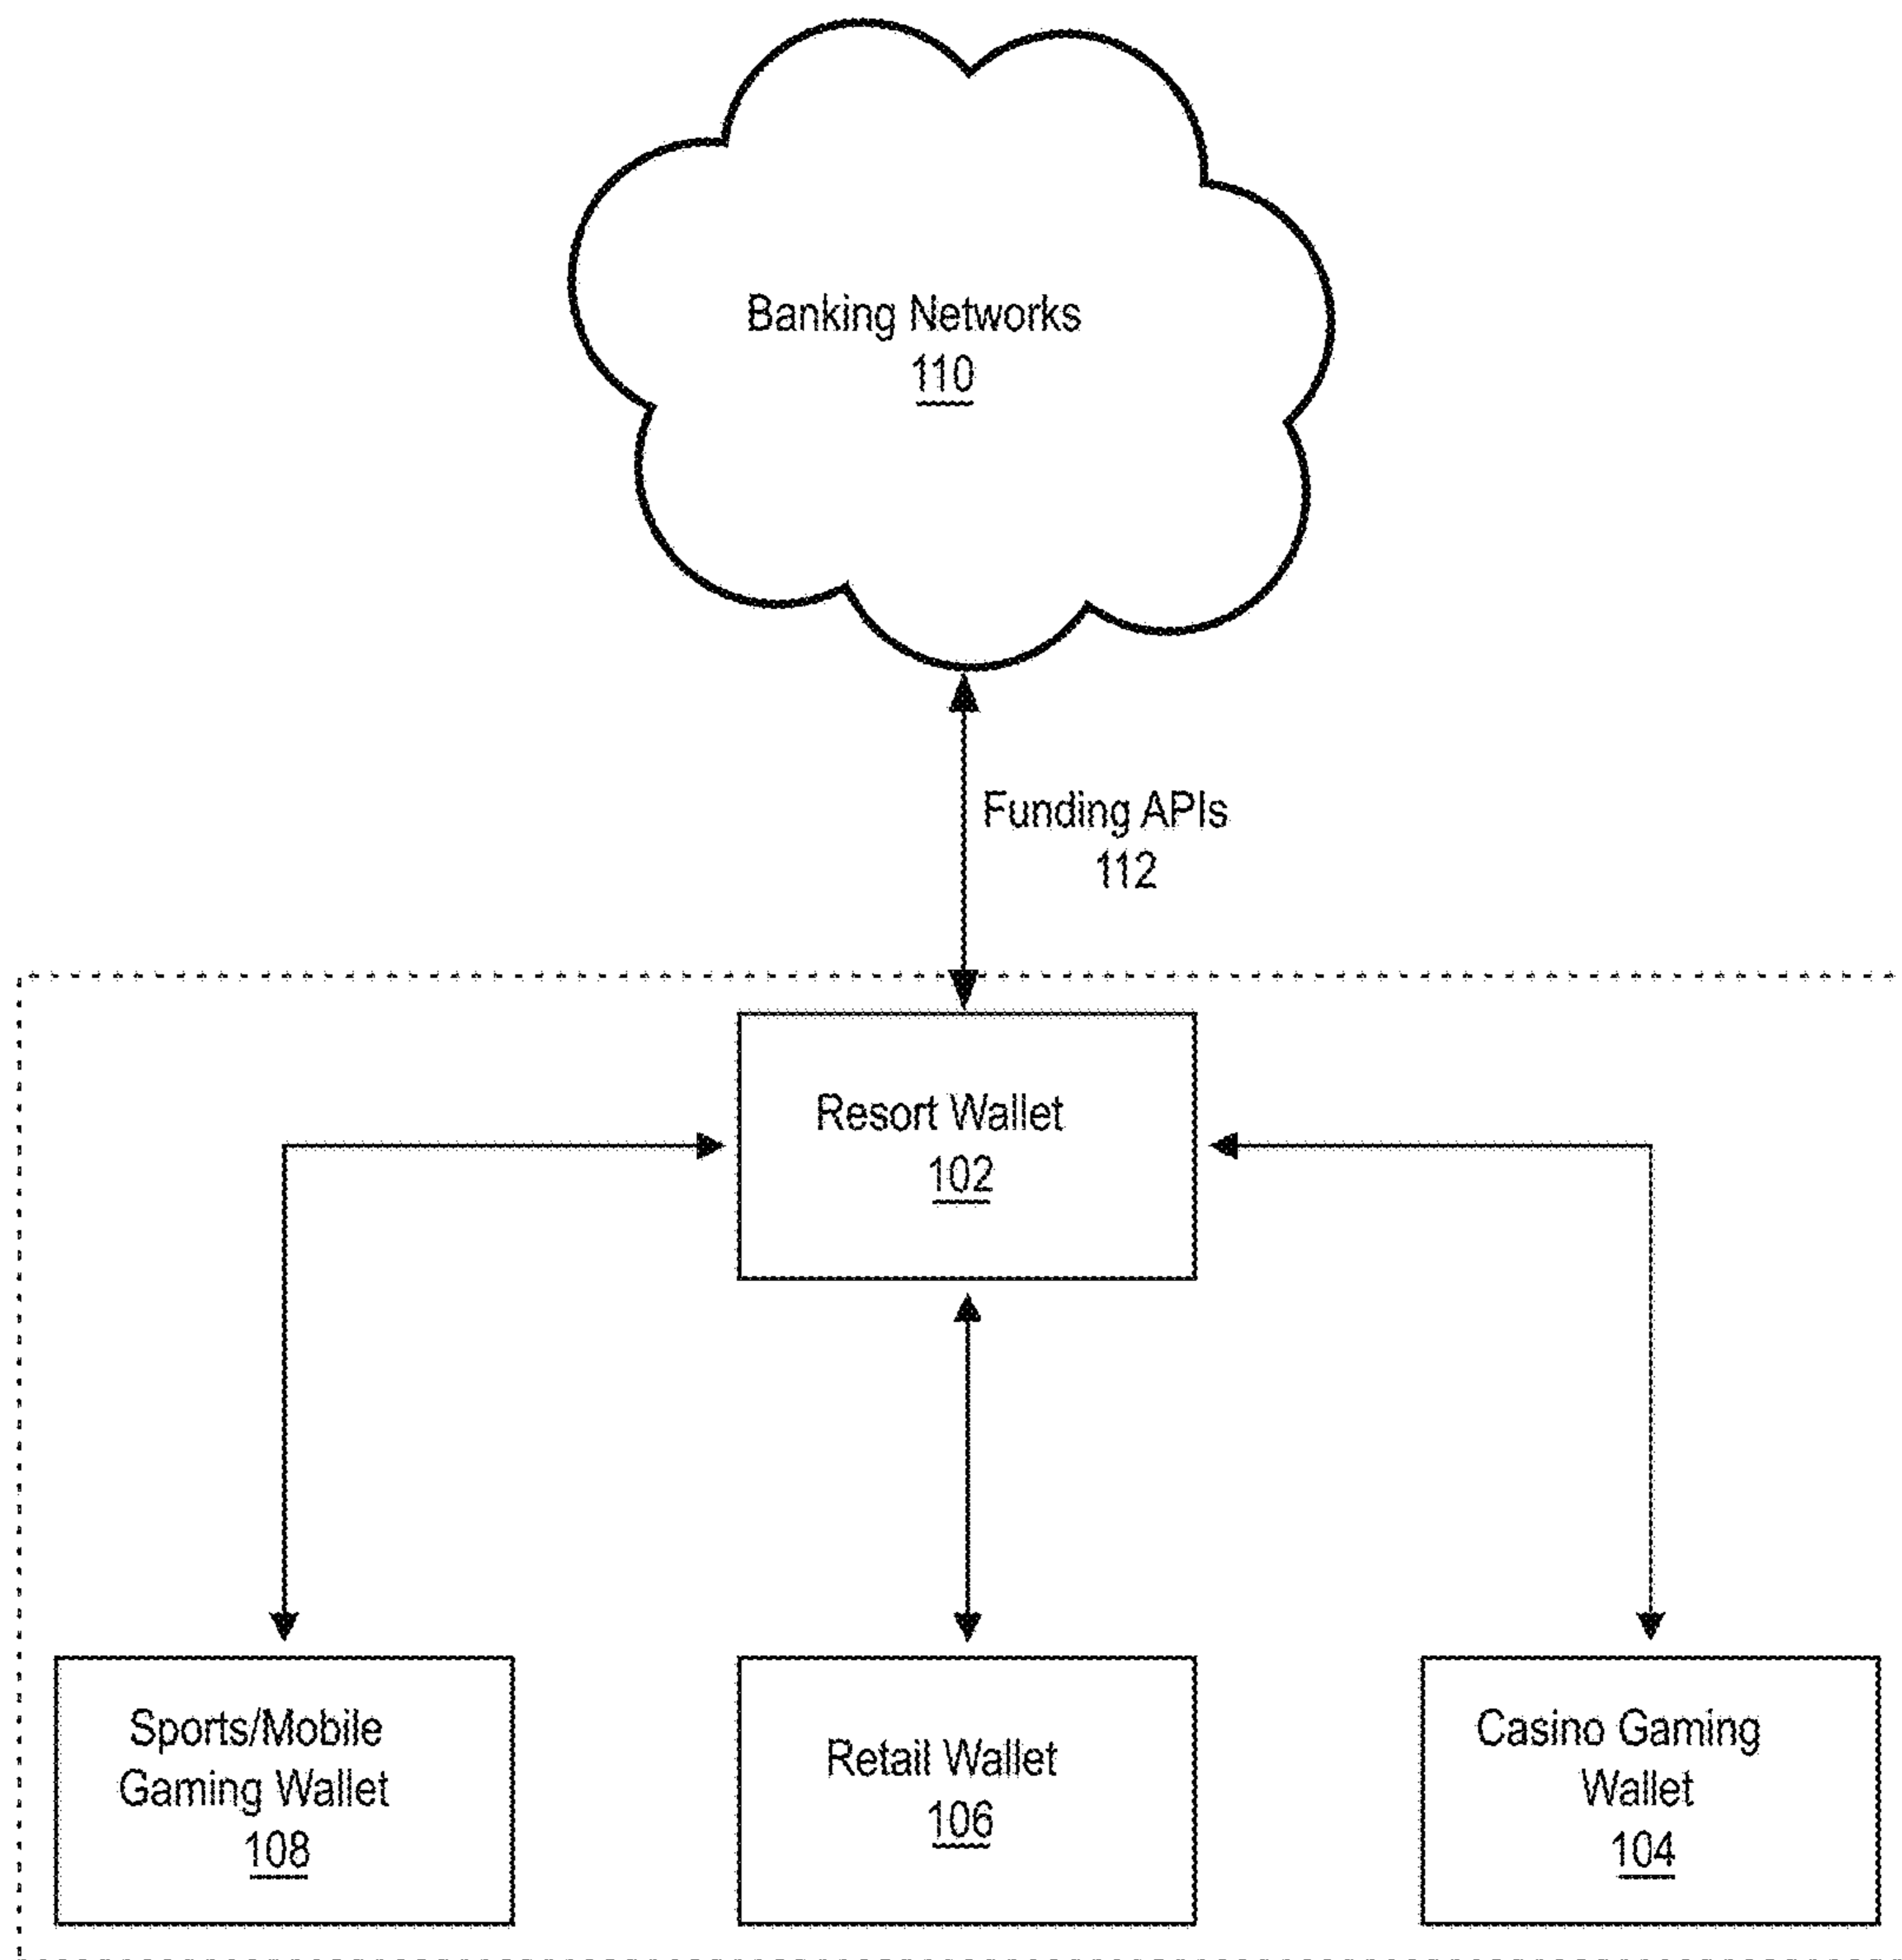 Banking Networks
110
Funding APIs
112
Resort Wallet
102
Sports/Mobile
Gaming Wallet
108
Retail Wallet
106
Casino Gaming
Wallet
104